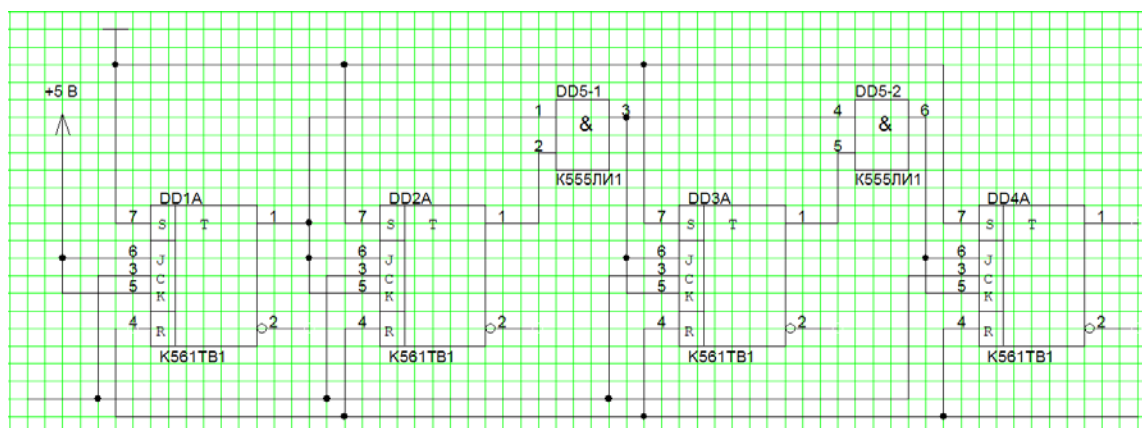 +5 В
DD5-1
1 3
&
2
К555ЛИ1
DD5-2
4 6
&
5
К555ЛИ1
DD1A
7 S T 1
6 J
3 C
5 K
4 R 2
К561ТВ1
DD2A
7 S T 1
6 J
3 C
5 K
4 R 2
К561ТВ1
DD3A
7 S T 1
6 J
3 C
5 K
4 R 2
К561ТВ1
DD4A
7 S T 1
6 J
3 C
5 K
4 R 2
К561ТВ1